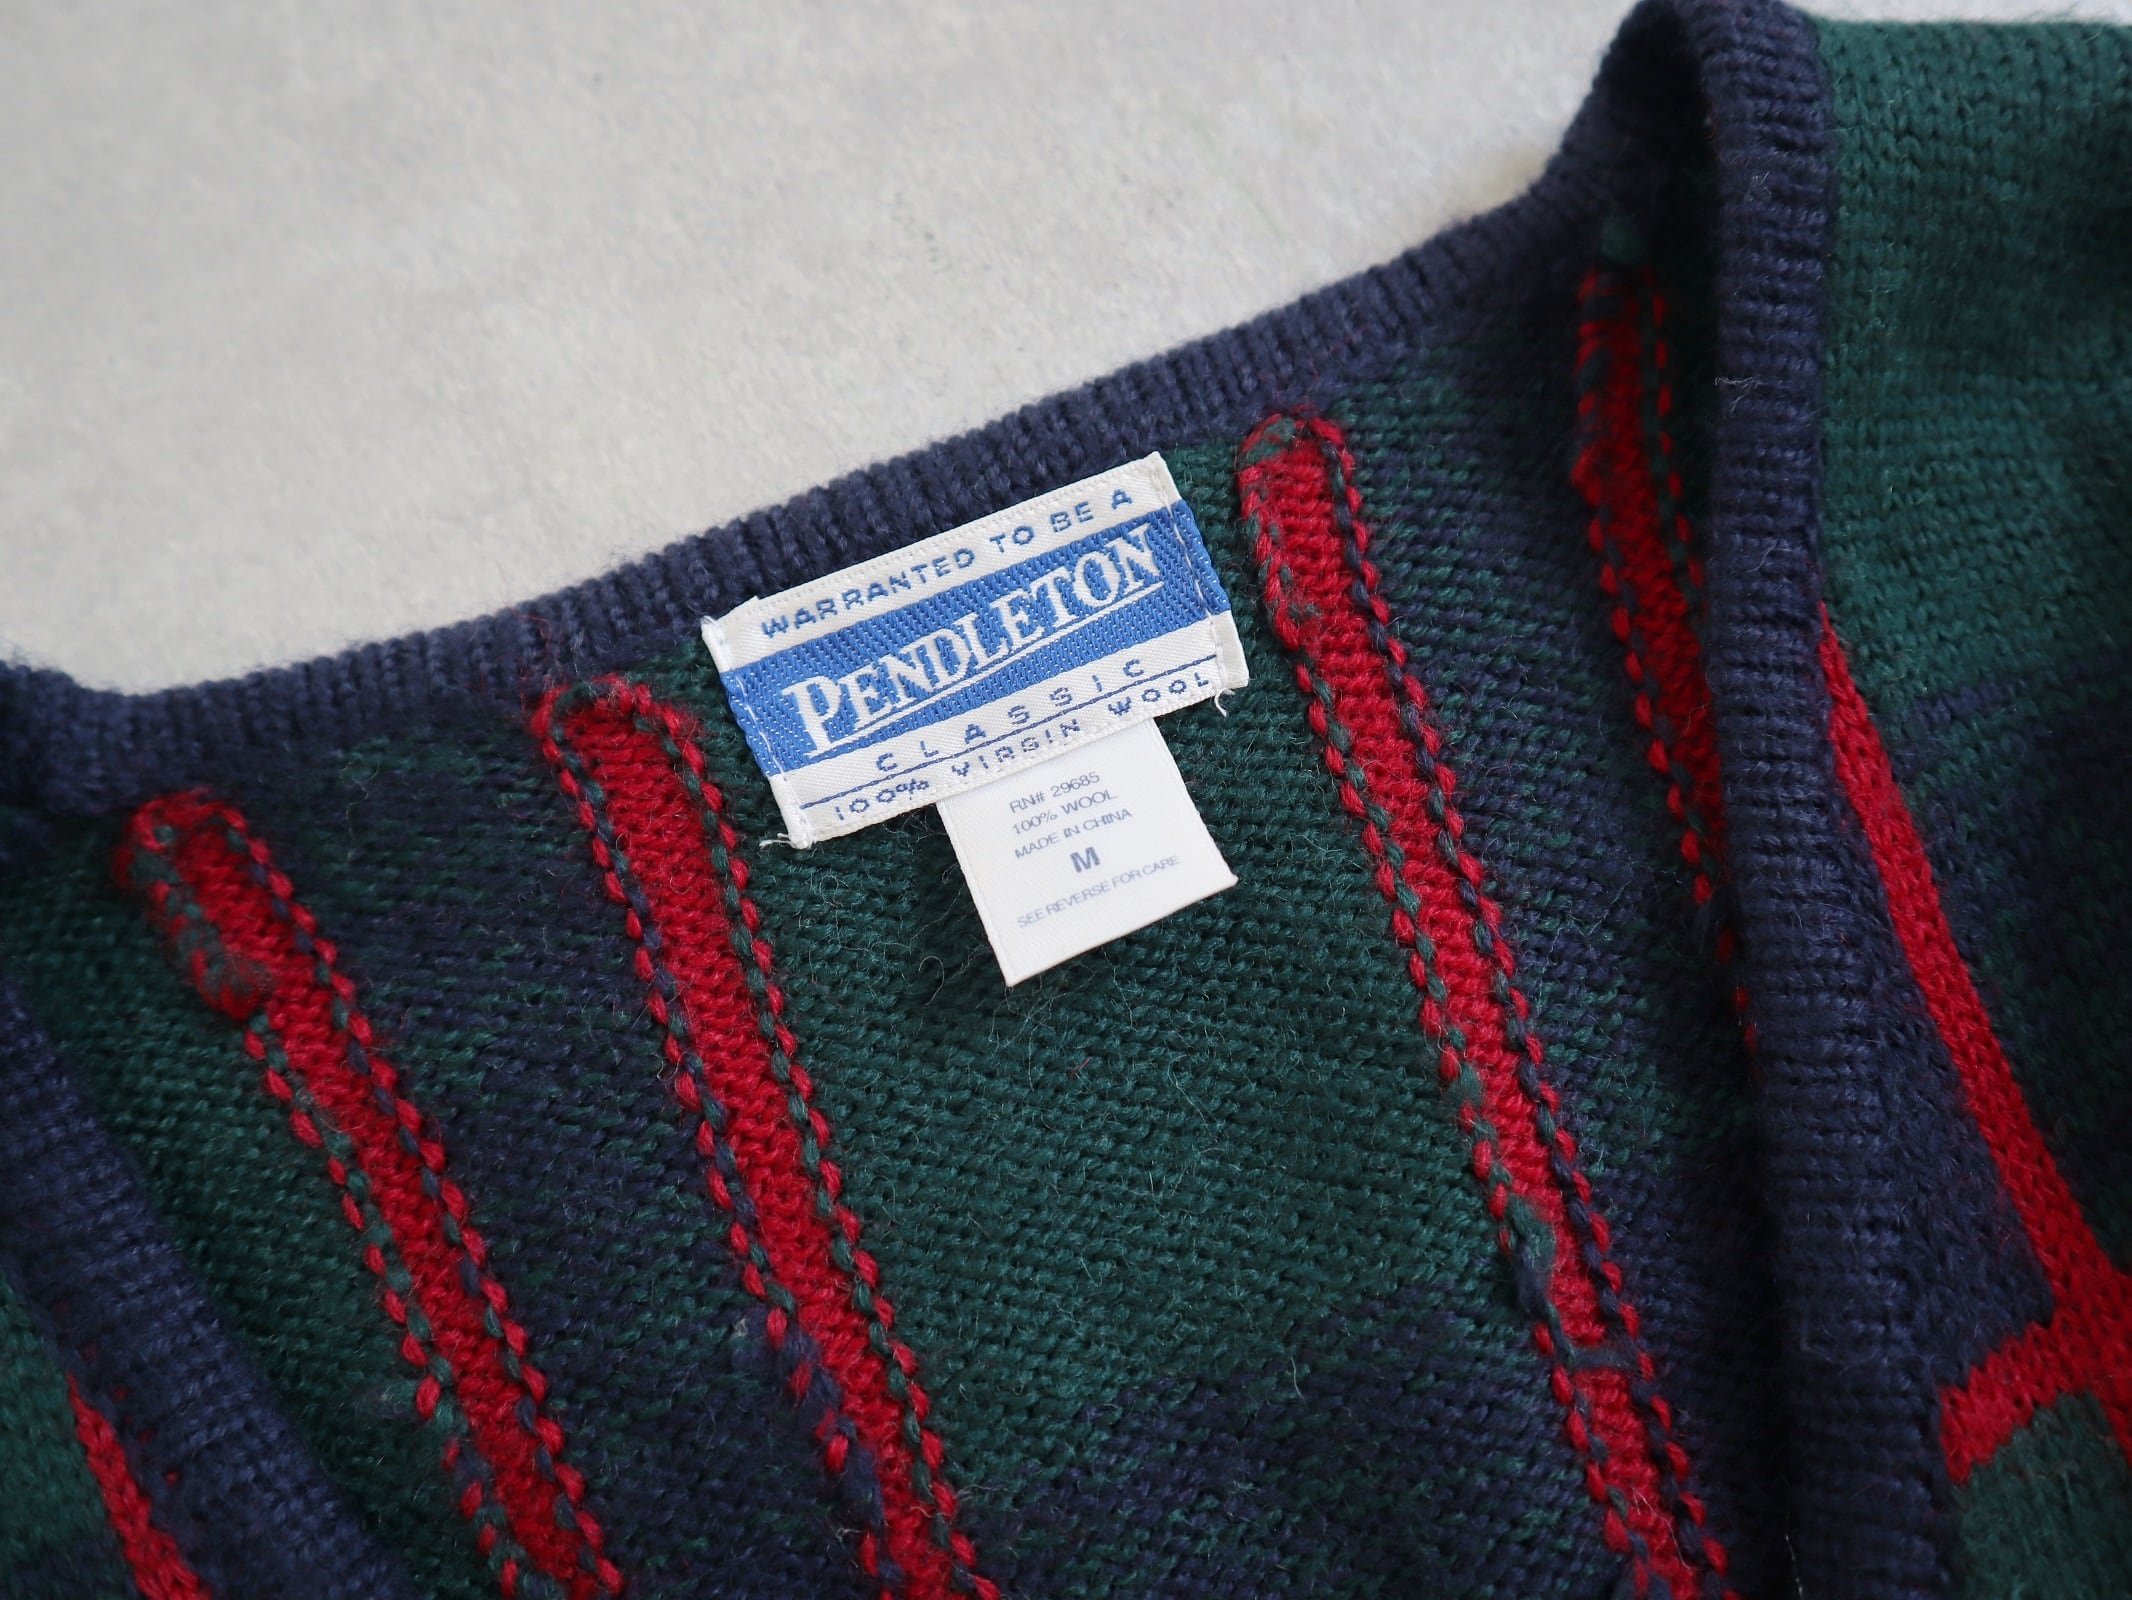 WARRANTED TO BE A
PENDLETON
CLASSIC
100% VIRGIN WOOL
RN# 29685
100% WOOL
MADE IN CHINA
M
SEE REVERSE FOR CARE